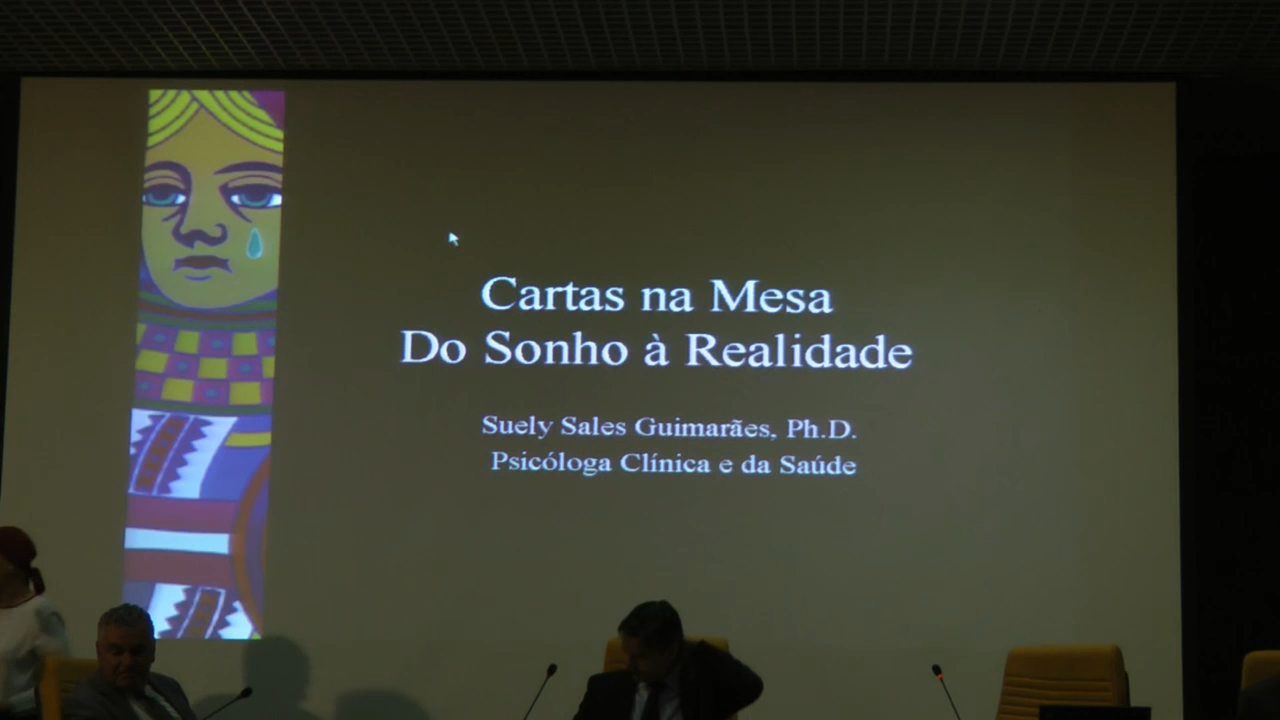 Cartas na Mesa
Do Sonho à Realidade
Suely Sales Guimarães, Ph.D.
Psicóloga Clínica e da Saúde